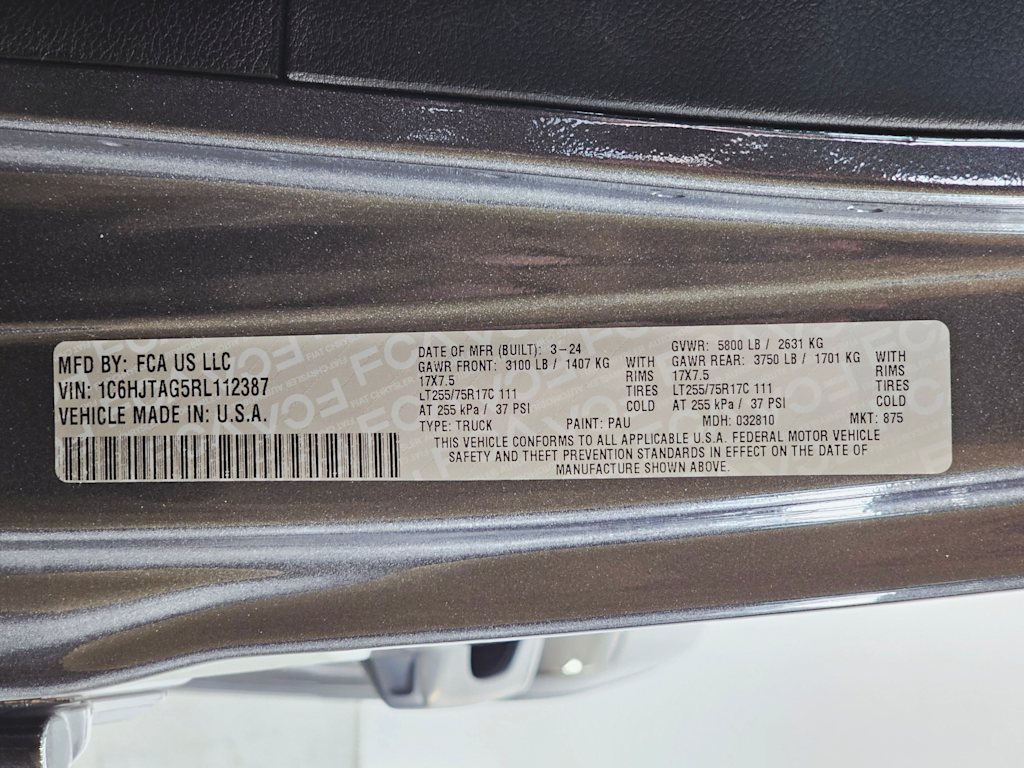 MFD BY: FCA US LLC
VIN: 1C6HJTAG5RL112387
VEHICLE MADE IN: U.S.A.
DATE OF MFR (BUILT): 3-24
GAWR FRONT: 3100 LB / 1407 KG WITH
17X7.5 RIMS
LT255/75R17C 111 TIRES
AT 255 kPa / 37 PSI COLD
TYPE: TRUCK PAINT: PAU MDH: 032810 MKT: 875
GVWR: 5800 LB / 2631 KG
GAWR REAR: 3750 LB / 1701 KG WITH
17X7.5 RIMS
LT255/75R17C 111 TIRES
AT 255 kPa / 37 PSI COLD
THIS VEHICLE CONFORMS TO ALL APPLICABLE U.S.A. FEDERAL MOTOR VEHICLE
SAFETY AND THEFT PREVENTION STANDARDS IN EFFECT ON THE DATE OF
MANUFACTURE SHOWN ABOVE.